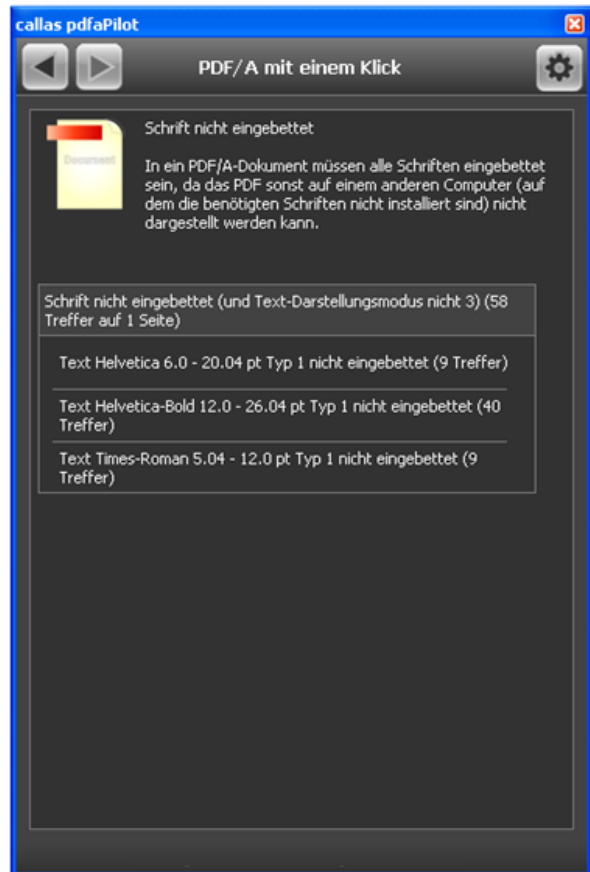 callas pdfaPilot
PDF/A mit einem Klick
Document
Schrift nicht eingebettet
In ein PDF/A-Dokument müssen alle Schriften eingebettet
sein, da das PDF sonst auf einem anderen Computer (auf
dem die benötigten Schriften nicht installiert sind) nicht
dargestellt werden kann.
Schrift nicht eingebettet (und Text-Darstellungsmodus nicht 3) (58
Treffer auf 1 Seite)
Text Helvetica 6.0 - 20.04 pt Typ 1 nicht eingebettet (9 Treffer)
Text Helvetica-Bold 12.0 - 26.04 pt Typ 1 nicht eingebettet (40
Treffer)
Text Times-Roman 5.04 - 12.0 pt Typ 1 nicht eingebettet (9
Treffer)